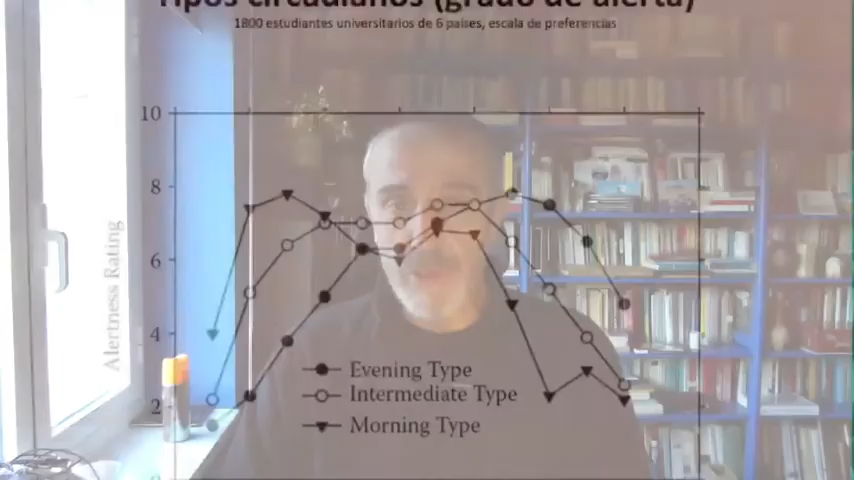 Tipos circadianos (grado de alerta)
1800 estudiantes universitarios de 6 países, escala de preferencias
10
8
6
4
2
Alertness Rating
Evening Type
Intermediate Type
Morning Type